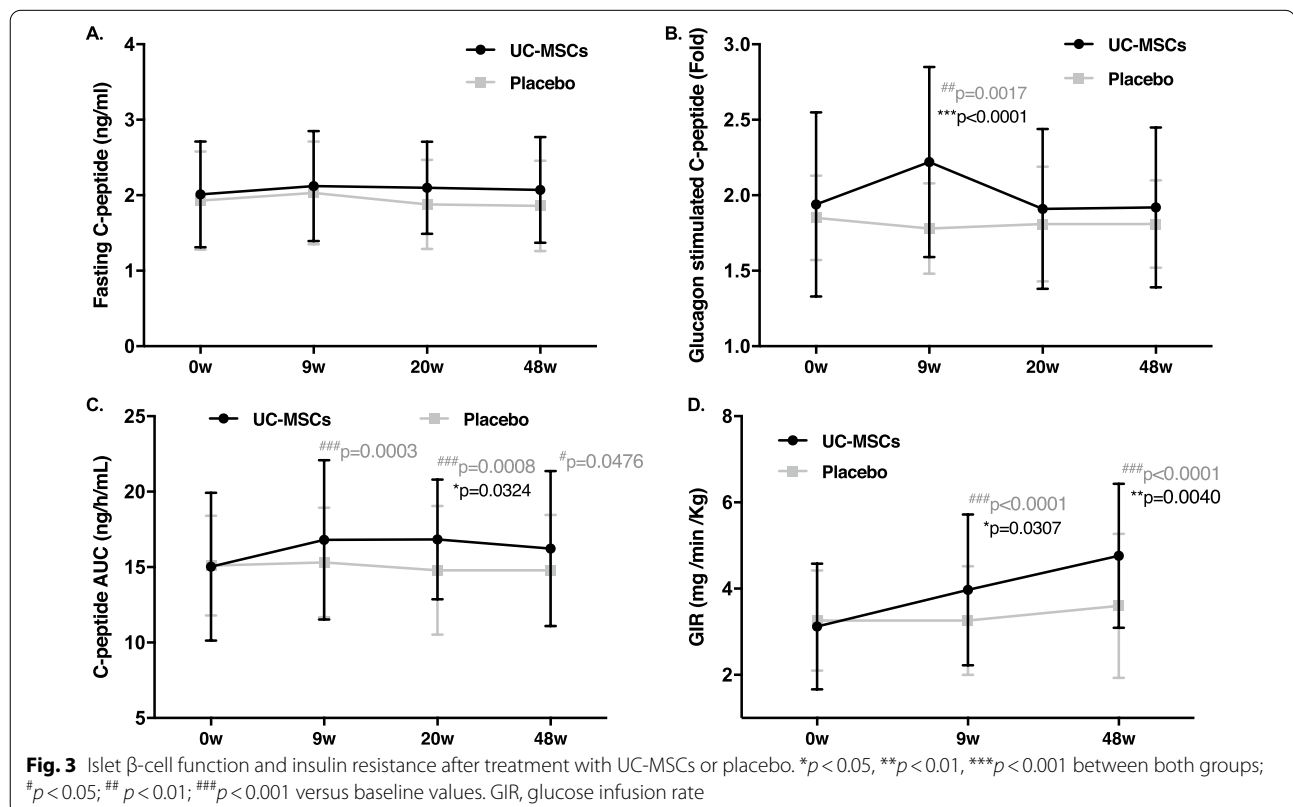 A.
4
3
2
1
0
Fasting C-peptide (ng/ml)
UC-MSCs
Placebo
0w 9w 20w 48w
B.
3.0
2.5
2.0
1.5
1.0
Glucagon stimulated C-peptide (Fold)
UC-MSCs
Placebo
##p=0.0017
***p<0.0001
0w 9w 20w 48w
C.
25
20
15
10
5
C-peptide AUC (ng/h/mL)
UC-MSCs Placebo
###p=0.0003
###p=0.0008
*p=0.0324
#p=0.0476
0w 9w 20w 48w
D.
8
6
4
2
GIR (mg /min /Kg)
UC-MSCs
Placebo
###p<0.0001
*p=0.0307
###p<0.0001
**p=0.0040
0w 9w 48w
Fig. 3 Islet β-cell function and insulin resistance after treatment with UC-MSCs or placebo. *p < 0.05, **p < 0.01, ***p < 0.001 between both groups;
#p < 0.05; ## p < 0.01; ###p < 0.001 versus baseline values. GIR, glucose infusion rate